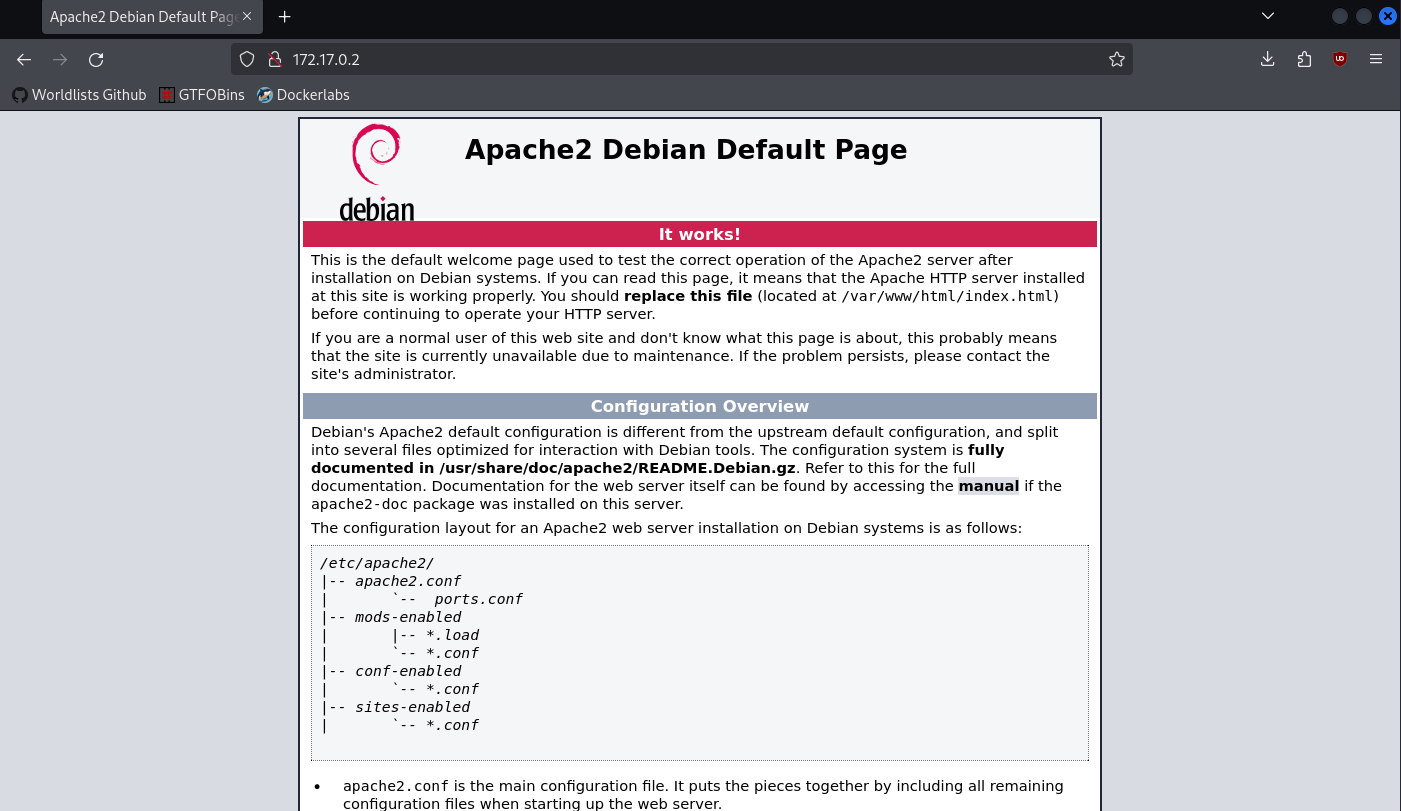 Apache2 Debian Default Page
172.17.0.2
Worldlists Github
GTFOBins
Dockerlabs
debian
Apache2 Debian Default Page
It works!
This is the default welcome page used to test the correct operation of the Apache2 server after
installation on Debian systems. If you can read this page, it means that the Apache HTTP server installed
at this site is working properly. You should replace this file (located at /var/www/html/index.html)
before continuing to operate your HTTP server.
If you are a normal user of this web site and don't know what this page is about, this probably means
that the site is currently unavailable due to maintenance. If the problem persists, please contact the
site's administrator.
Configuration Overview
Debian's Apache2 default configuration is different from the upstream default configuration, and split
into several files optimized for interaction with Debian tools. The configuration system is fully
documented in /usr/share/doc/apache2/README.Debian.gz. Refer to this for the full
documentation. Documentation for the web server itself can be found by accessing the manual if the
apache2-doc package was installed on this server.
The configuration layout for an Apache2 web server installation on Debian systems is as follows:
/etc/apache2/
|-- apache2.conf
|       `--  ports.conf
|-- mods-enabled
|       |-- *.load
|       `-- *.conf
|-- conf-enabled
|       `-- *.conf
|-- sites-enabled
|       `-- *.conf
• apache2.conf is the main configuration file. It puts the pieces together by including all remaining
configuration files when starting up the web server.